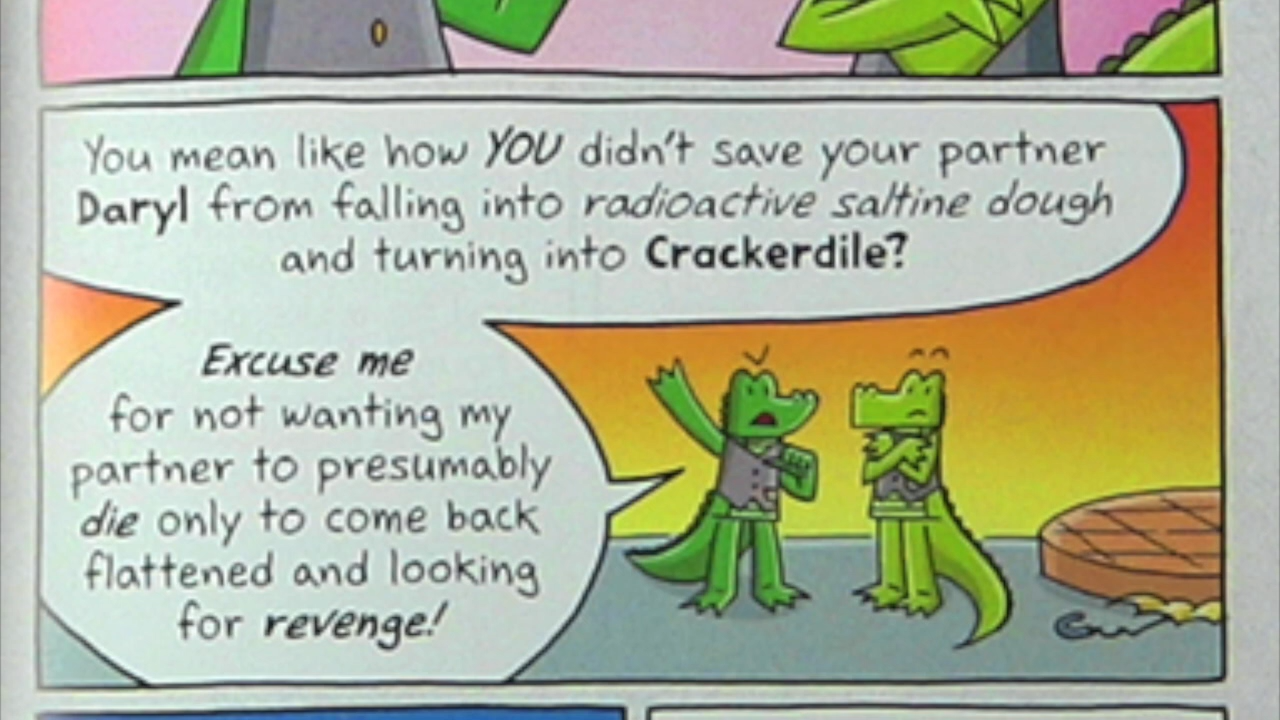 You mean like how YOU didn't save your partner
Daryl from falling into radioactive saltine dough
and turning into Crackerdile?
Excuse me
for not wanting my
partner to presumably
die only to come back
flattened and looking
for revenge!